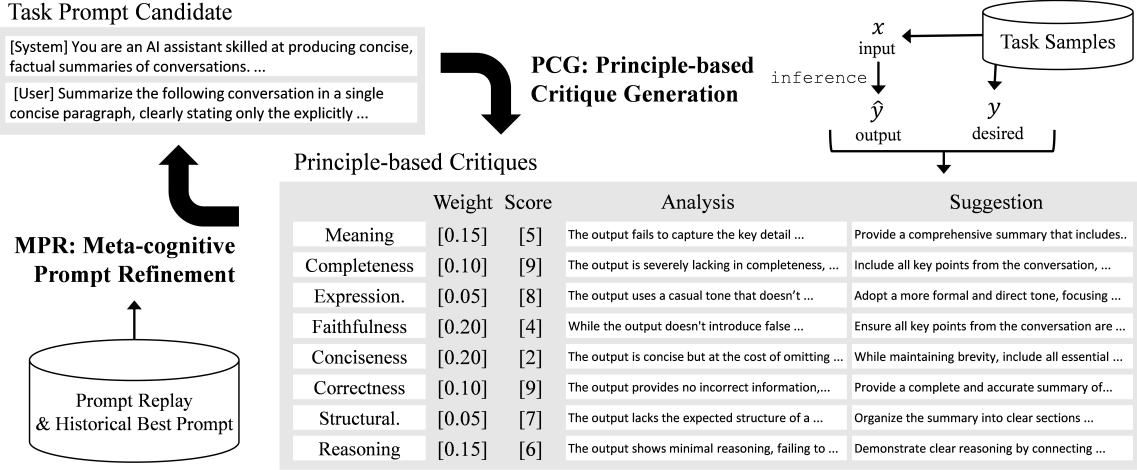 Task Prompt Candidate
[System] You are an AI assistant skilled at producing concise,
factual summaries of conversations. ...
[User] Summarize the following conversation in a single
concise paragraph, clearly stating only the explicitly ...
PCG: Principle-based
Critique Generation
x
input
Task Samples
inference
ŷ
output
y
desired
MPR: Meta-cognitive
Prompt Refinement
Prompt Replay
& Historical Best Prompt
Principle-based Critiques
Weight Score Analysis Suggestion
Meaning [0.15] [5] The output fails to capture the key detail ... Provide a comprehensive summary that includes..
Completeness [0.10] [9] The output is severely lacking in completeness, ... Include all key points from the conversation, ...
Expression. [0.05] [8] The output uses a casual tone that doesn't ... Adopt a more formal and direct tone, focusing ...
Faithfulness [0.20] [4] While the output doesn't introduce false ... Ensure all key points from the conversation are ...
Conciseness [0.20] [2] The output is concise but at the cost of omitting ... While maintaining brevity, include all essential ...
Correctness [0.10] [9] The output provides no incorrect information,... Provide a complete and accurate summary of...
Structural. [0.05] [7] The output lacks the expected structure of a ... Organize the summary into clear sections ...
Reasoning [0.15] [6] The output shows minimal reasoning, failing to ... Demonstrate clear reasoning by connecting ...